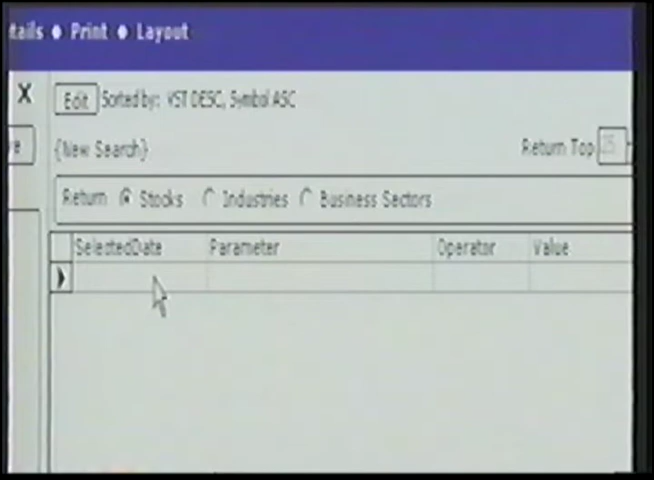 tails ● Print ● Layout
X Edit Sorted by: VST DESC, Symbol ASC
{New Search} Return Top 25
Return Stocks Industries Business Sectors
SelectedDate Parameter Operator Value